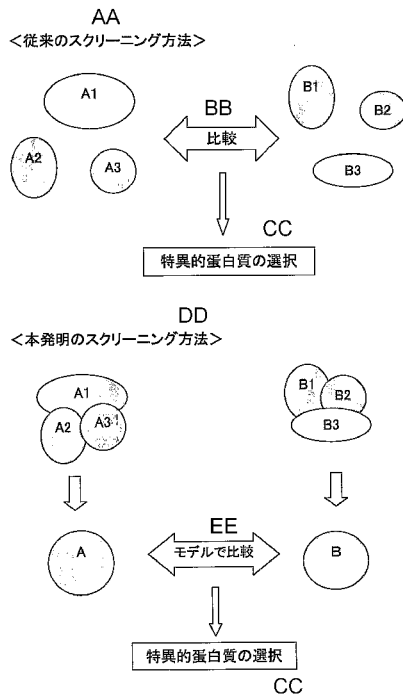 AA
＜従来のスクリーニング方法＞
A1
A2
A3
BB
比較
B1
B2
B3
CC
特異的蛋白質の選択
DD
＜本発明のスクリーニング方法＞
A1
A2
A3
B1
B2
B3
A
EE
モデルで比較
B
特異的蛋白質の選択
CC